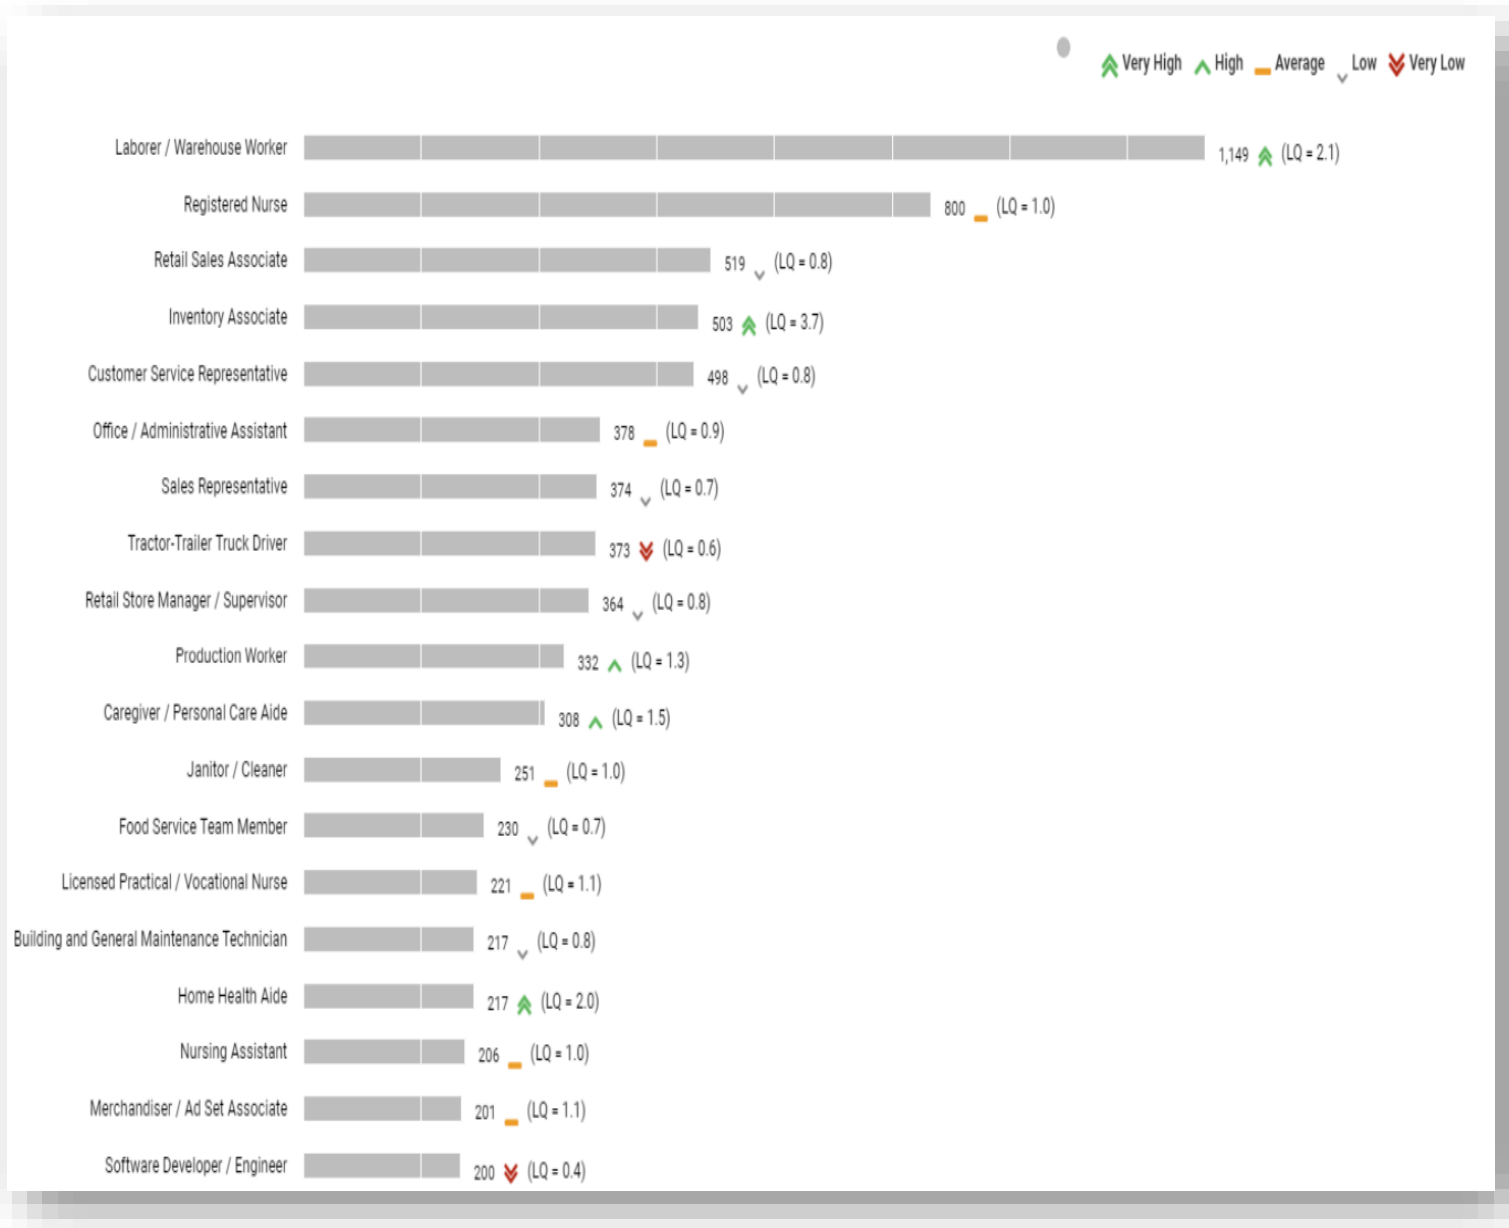 Very High High Average Low Very Low
Laborer / Warehouse Worker 1,149 (LQ = 2.1)
Registered Nurse 800 (LQ = 1.0)
Retail Sales Associate 519 (LQ = 0.8)
Inventory Associate 503 (LQ = 3.7)
Customer Service Representative 498 (LQ = 0.8)
Office / Administrative Assistant 378 (LQ = 0.9)
Sales Representative 374 (LQ = 0.7)
Tractor-Trailer Truck Driver 373 (LQ = 0.6)
Retail Store Manager / Supervisor 364 (LQ = 0.8)
Production Worker 332 (LQ = 1.3)
Caregiver / Personal Care Aide 308 (LQ = 1.5)
Janitor / Cleaner 251 (LQ = 1.0)
Food Service Team Member 230 (LQ = 0.7)
Licensed Practical / Vocational Nurse 221 (LQ = 1.1)
Building and General Maintenance Technician 217 (LQ = 0.8)
Home Health Aide 217 (LQ = 2.0)
Nursing Assistant 206 (LQ = 1.0)
Merchandiser / Ad Set Associate 201 (LQ = 1.1)
Software Developer / Engineer 200 (LQ = 0.4)